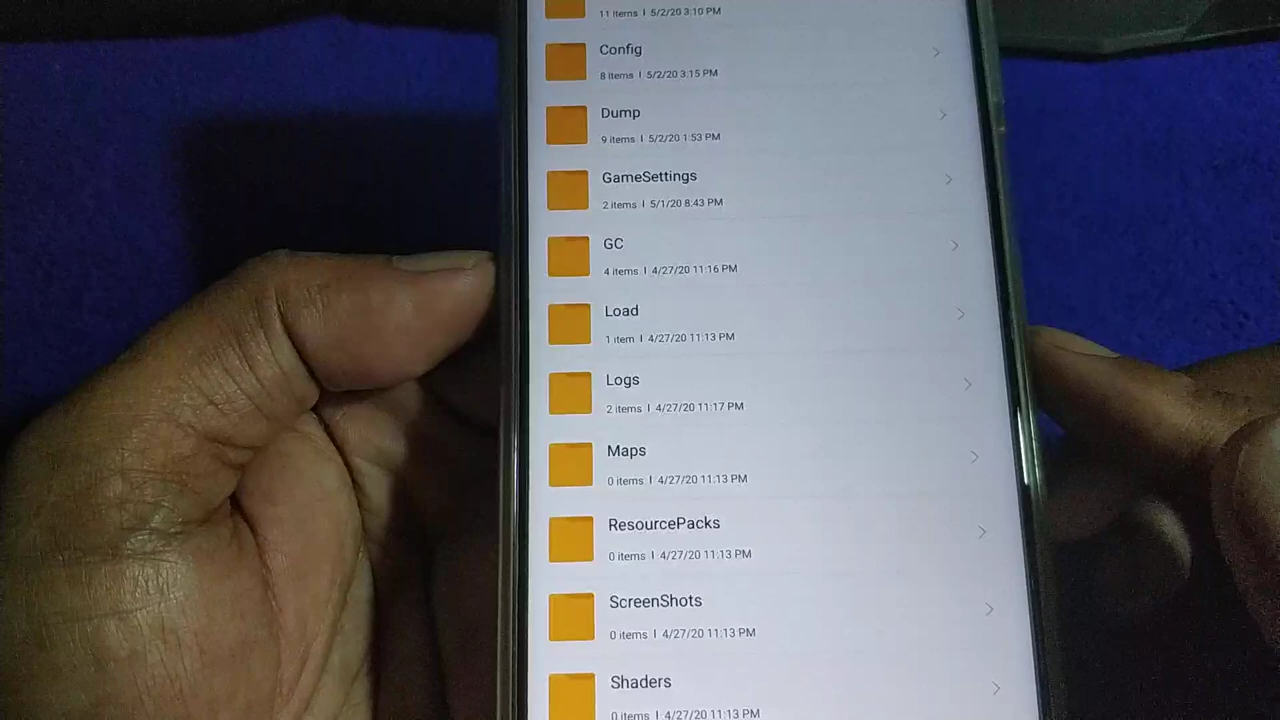 11 items | 5/2/20 3:10 PM
Config
8 items | 5/2/20 3:15 PM
Dump
9 items | 5/2/20 1:53 PM
GameSettings
2 items | 5/1/20 8:43 PM
GC
4 items | 4/27/20 11:16 PM
Load
1 item | 4/27/20 11:13 PM
Logs
2 items | 4/27/20 11:17 PM
Maps
0 items | 4/27/20 11:13 PM
ResourcePacks
0 items | 4/27/20 11:13 PM
ScreenShots
0 items | 4/27/20 11:13 PM
Shaders
0 items | 4/27/20 11:13 PM